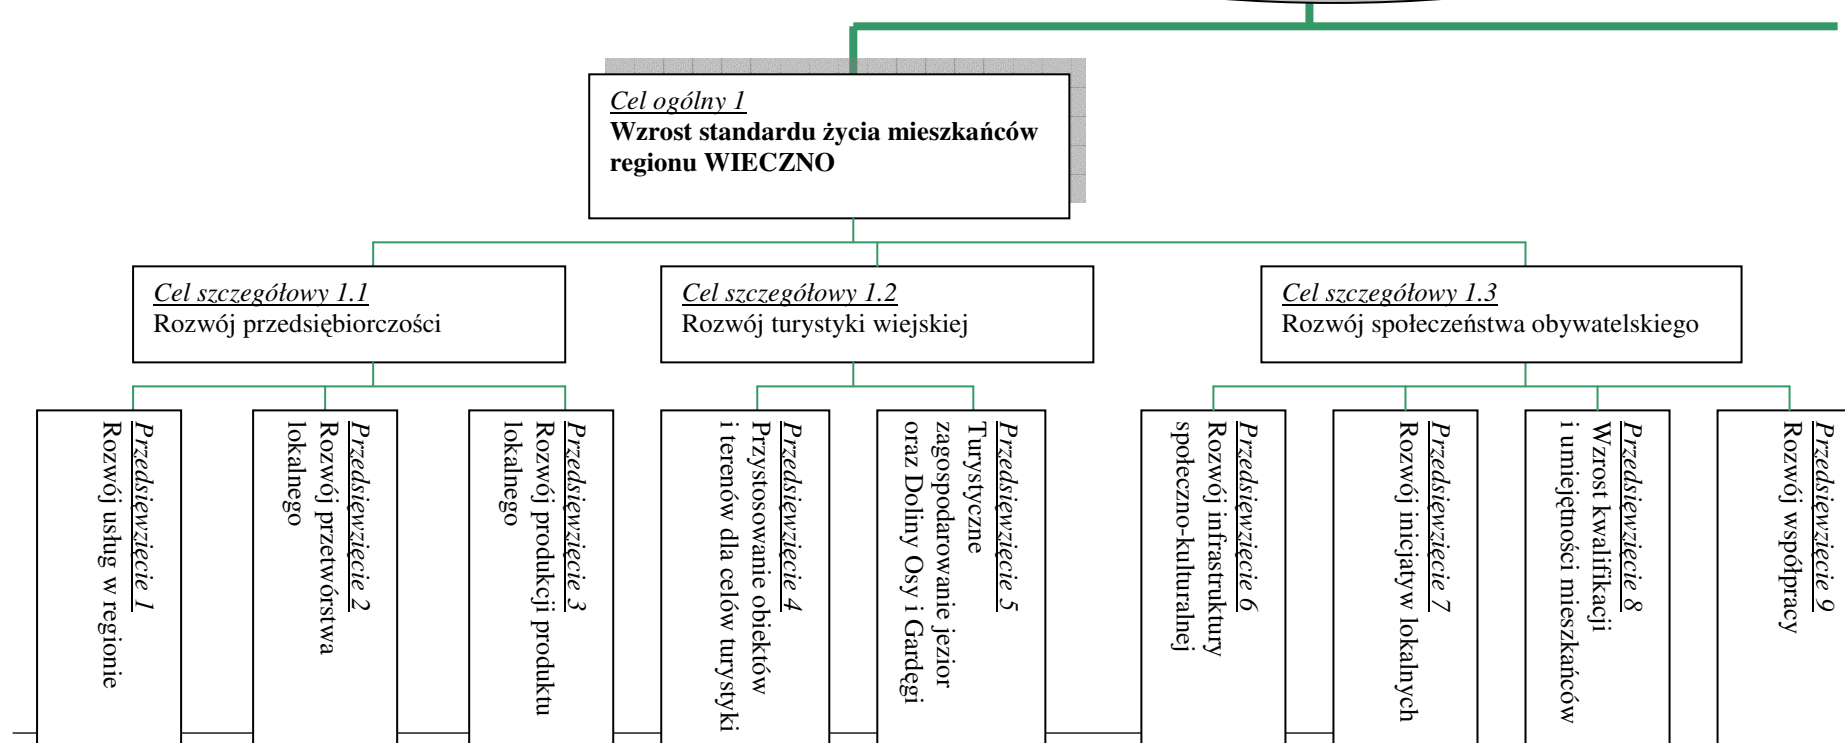 Cel ogólny 1
Wzrost standardu życia mieszkańców
regionu WIECZNO
Cel szczegółowy 1.1
Rozwój przedsiębiorczości
Cel szczegółowy 1.2
Rozwój turystyki wiejskiej
Cel szczegółowy 1.3
Rozwój społeczeństwa obywatelskiego
Przedsięwzięcie 1
Rozwój usług w regionie
Przedsięwzięcie 2
Rozwój przetwórstwa
lokalnego
Przedsięwzięcie 3
Rozwój produkcji produktu
lokalnego
Przedsięwzięcie 4
Przystosowanie obiektów
i terenów dla celów turystyki
Przedsięwzięcie 5
Turystyczne
zagospodarowanie jezior
oraz Doliny Osy i Gardęgi
Przedsięwzięcie 6
Rozwój infrastruktury
społeczno-kulturalnej
Przedsięwzięcie 7
Rozwój inicjatyw lokalnych
Przedsięwzięcie 8
Wzrost kwalifikacji
i umiejętności mieszkańców
Przedsięwzięcie 9
Rozwój współpracy